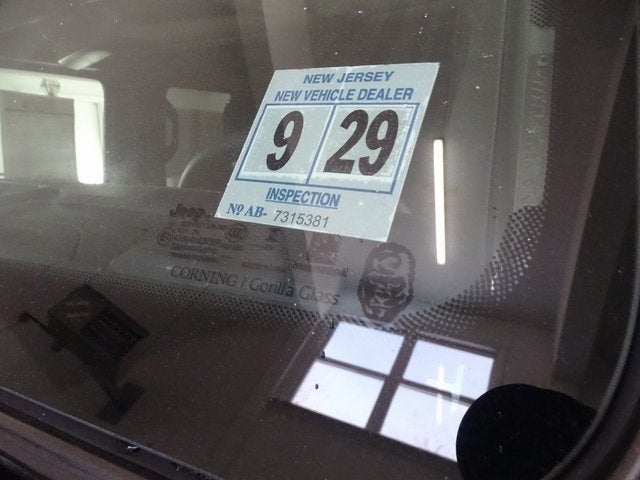 NEW JERSEY
NEW VEHICLE DEALER
9 29
INSPECTION
Nº AB- 7315381
Jeep
CORNING | Gorilla Glass